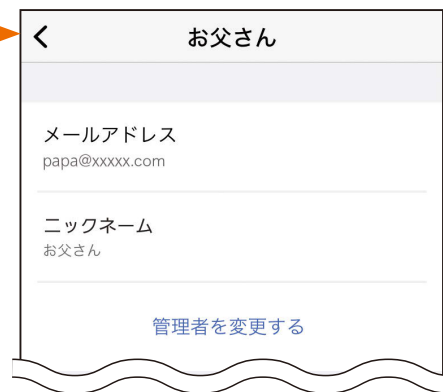 お父さん
メールアドレス
papa@xxxxx.com
ニックネーム
お父さん
管理者を変更する